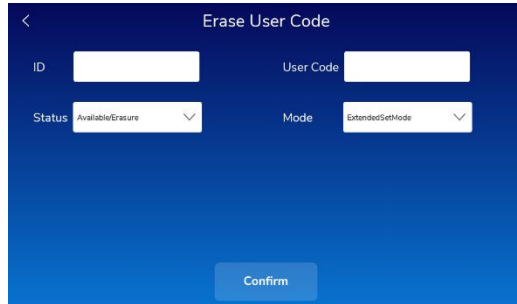 Erase User Code
ID User Code
Status Available/Erasure Mode ExtendedSetMode
Confirm